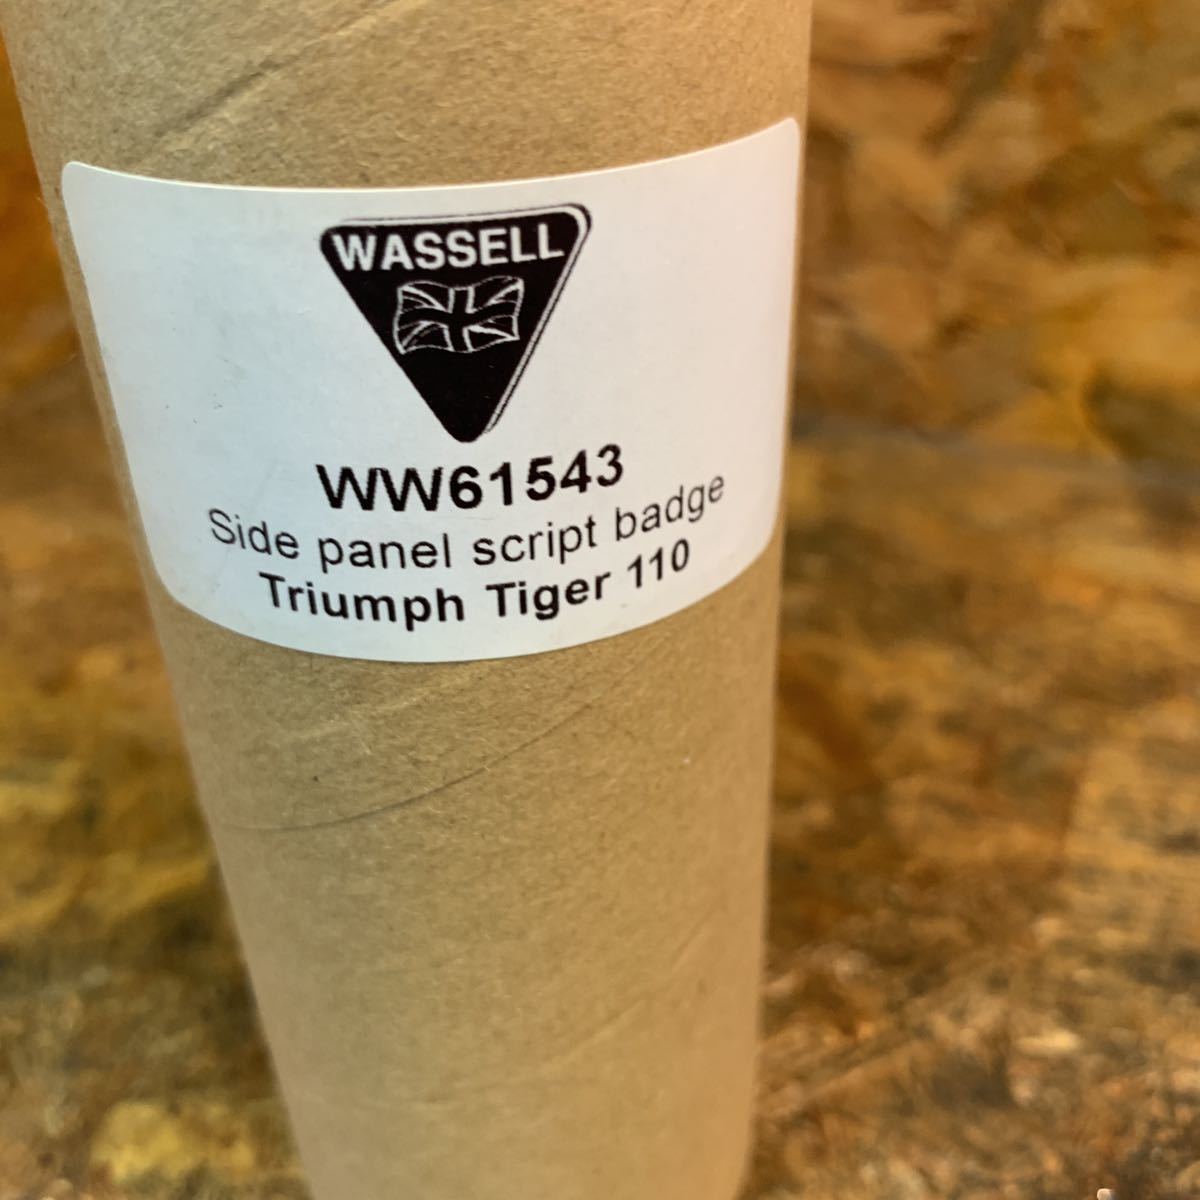 WASSELL
WW61543
Side panel script badge
Triumph Tiger 110